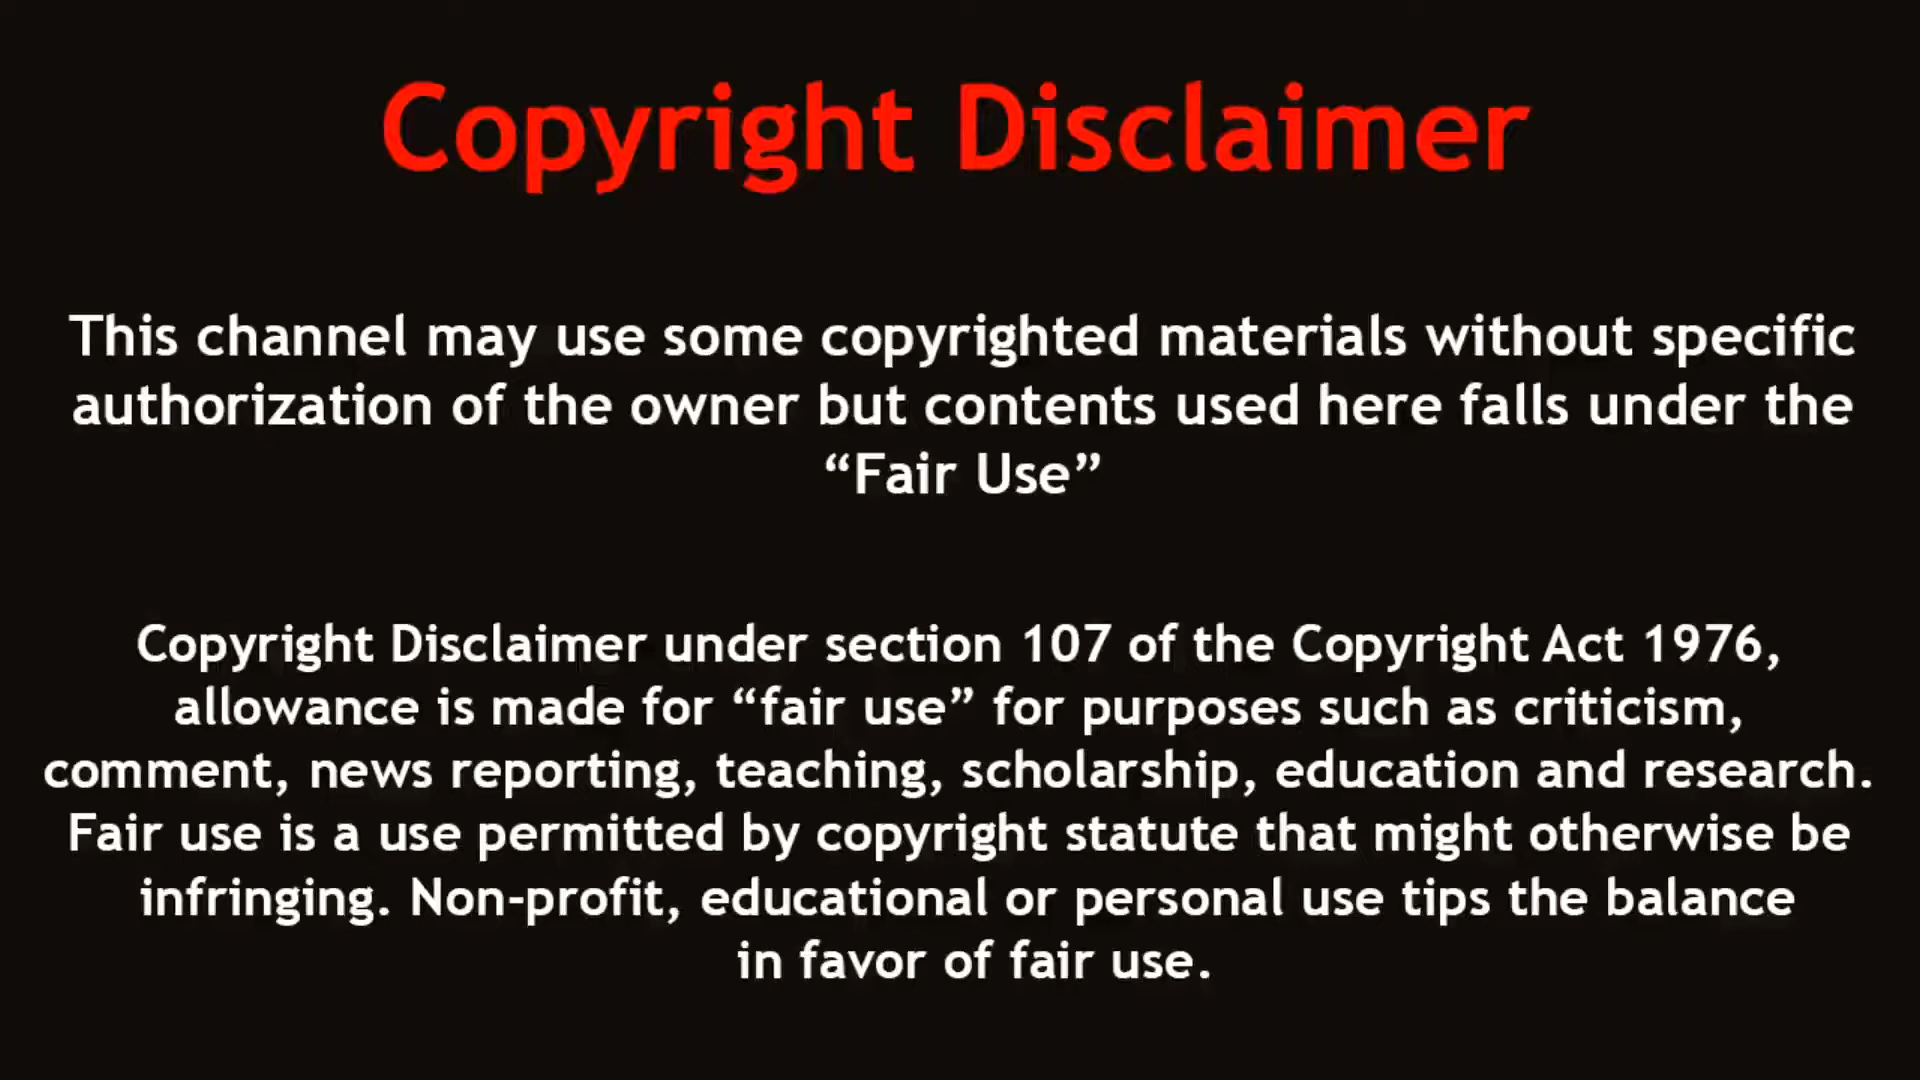 Copyright Disclaimer
This channel may use some copyrighted materials without specific
authorization of the owner but contents used here falls under the
“Fair Use”
Copyright Disclaimer under section 107 of the Copyright Act 1976,
allowance is made for “fair use” for purposes such as criticism,
comment, news reporting, teaching, scholarship, education and research.
Fair use is a use permitted by copyright statute that might otherwise be
infringing. Non-profit, educational or personal use tips the balance
in favor of fair use.